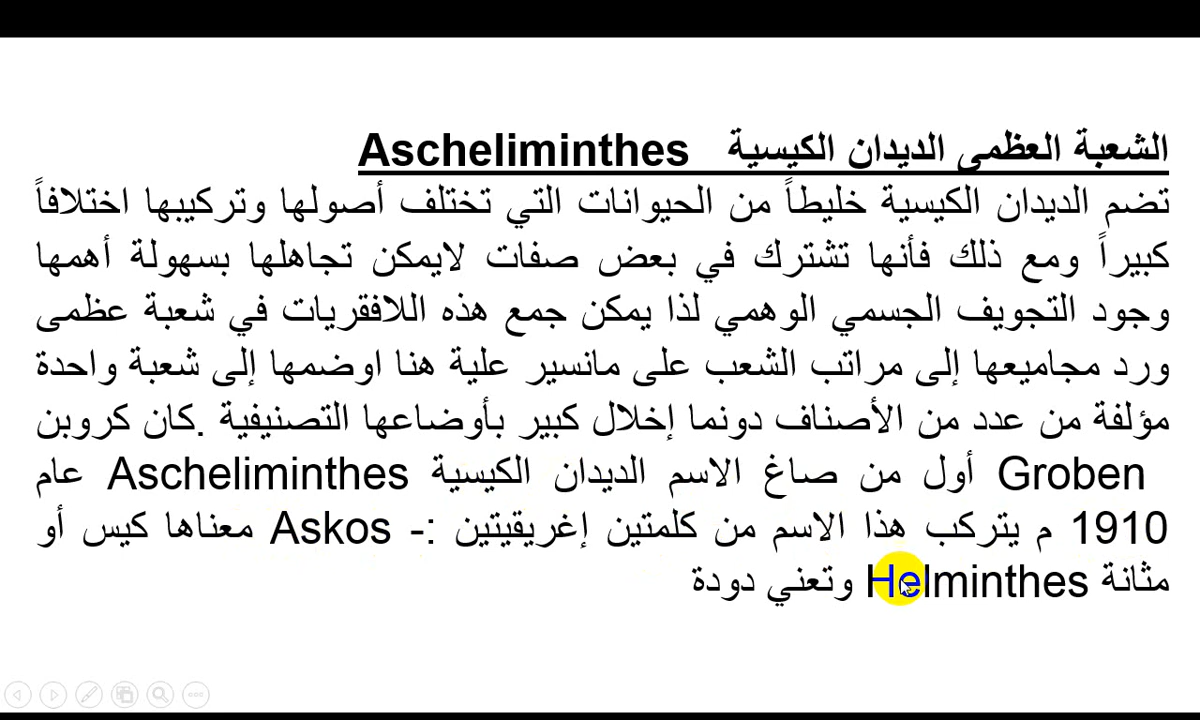 الشعبة العظمى الديدان الكيسية Ascheliminthes
تضم الديدان الكيسية خليطاً من الحيوانات التي تختلف أصولها وتركيبها اختلافاً
كبيراً ومع ذلك فأنها تشترك في بعض صفات لايمكن تجاهلها بسهولة أهمها
وجود التجويف الجسمي الوهمي لذا يمكن جمع هذه اللافقريات في شعبة عظمى
ورد مجاميعها إلى مراتب الشعب على مانسير علية هنا اوضمها إلى شعبة واحدة
مؤلفة من عدد من الأصناف دونما إخلال كبير بأوضاعها التصنيفية .كان كروبن
Groben أول من صاغ الاسم الديدان الكيسية Ascheliminthes عام
1910 م يتركب هذا الاسم من كلمتين إغريقيتين :- Askos معناها كيس أو
مثانة Helminthes وتعني دودة